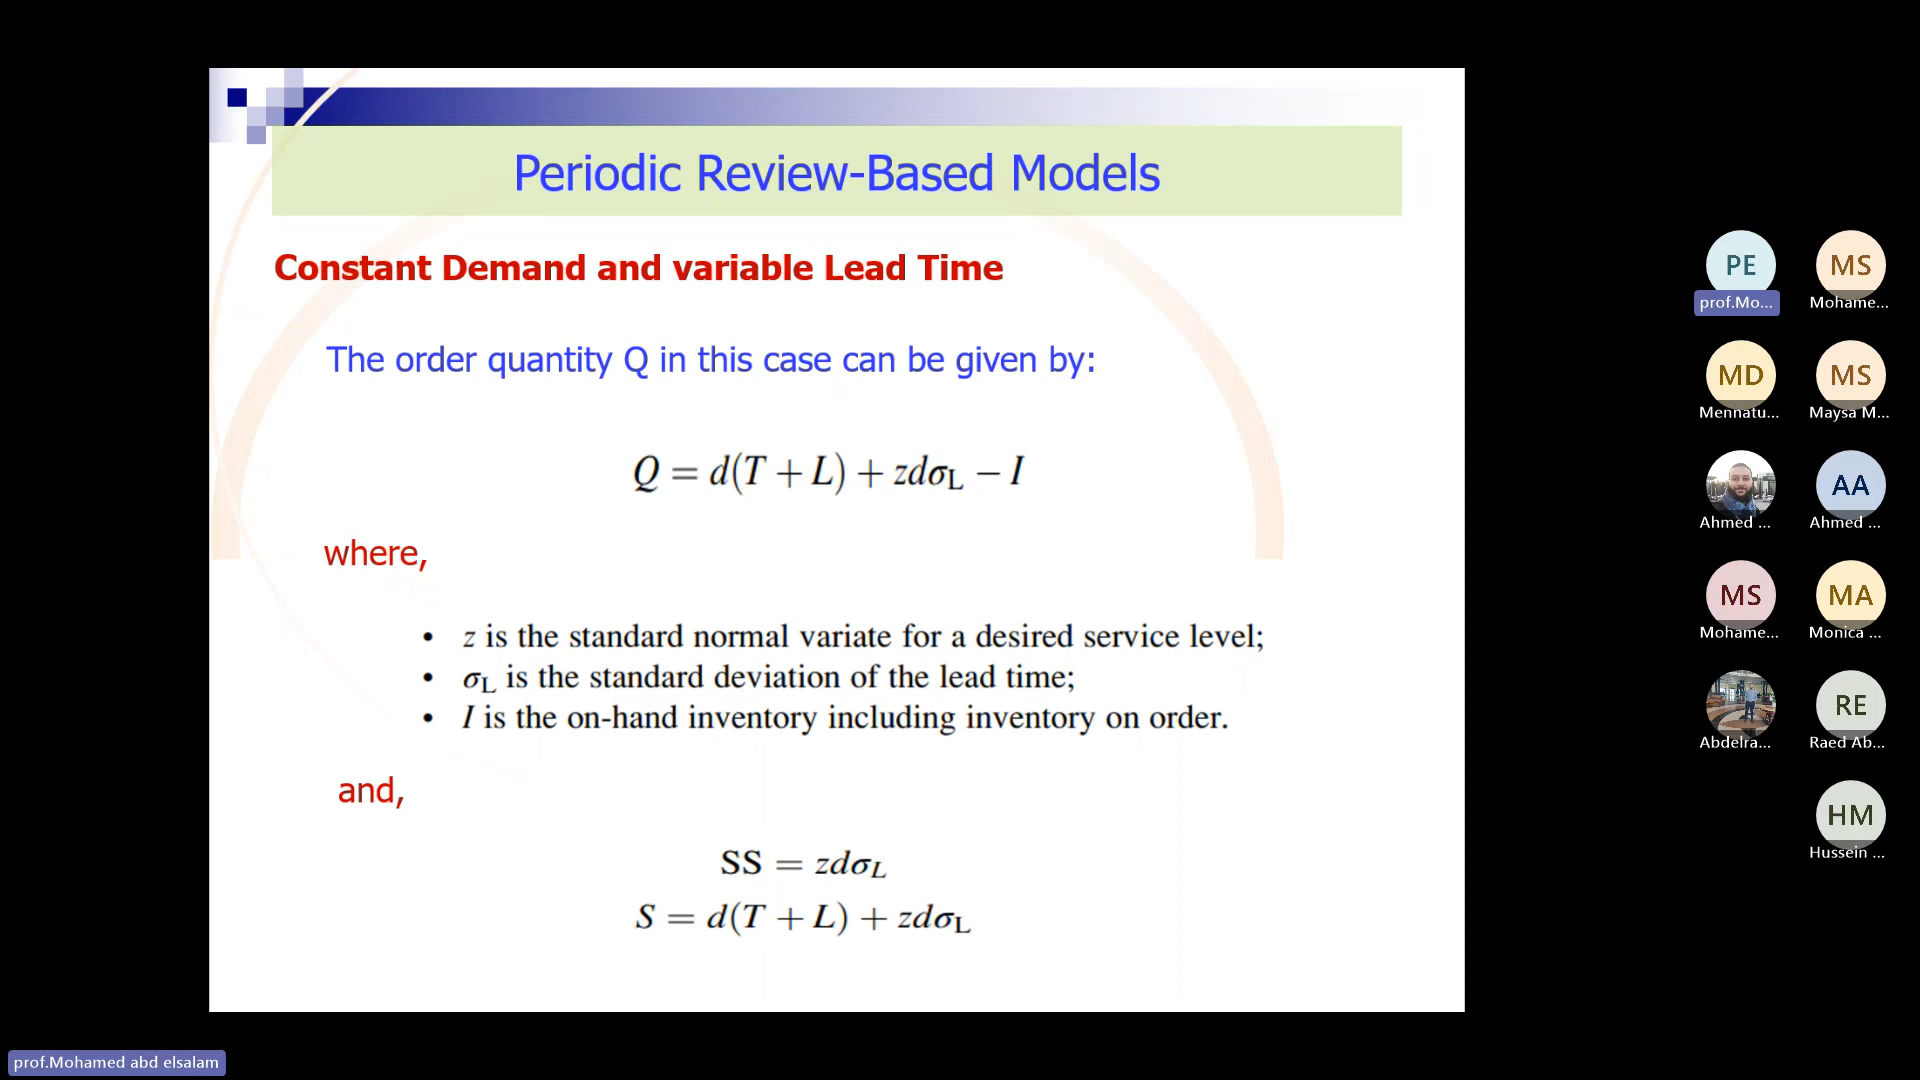 Periodic Review-Based Models
Constant Demand and variable Lead Time
The order quantity Q in this case can be given by:
Q = d(T + L) + zdσL − I
where,
• z is the standard normal variate for a desired service level;
• σL is the standard deviation of the lead time;
• I is the on-hand inventory including inventory on order.
and,
SS = zdσL
S = d(T + L) + zdσL
PE
prof.Mo...
MS
Mohame...
MD
Mennatu...
MS
Maysa M...
Ahmed ...
AA
Ahmed ...
MS
Mohame...
MA
Monica ...
Abdelra...
RE
Raed Ab...
HM
Hussein ...
prof.Mohamed abd elsalam